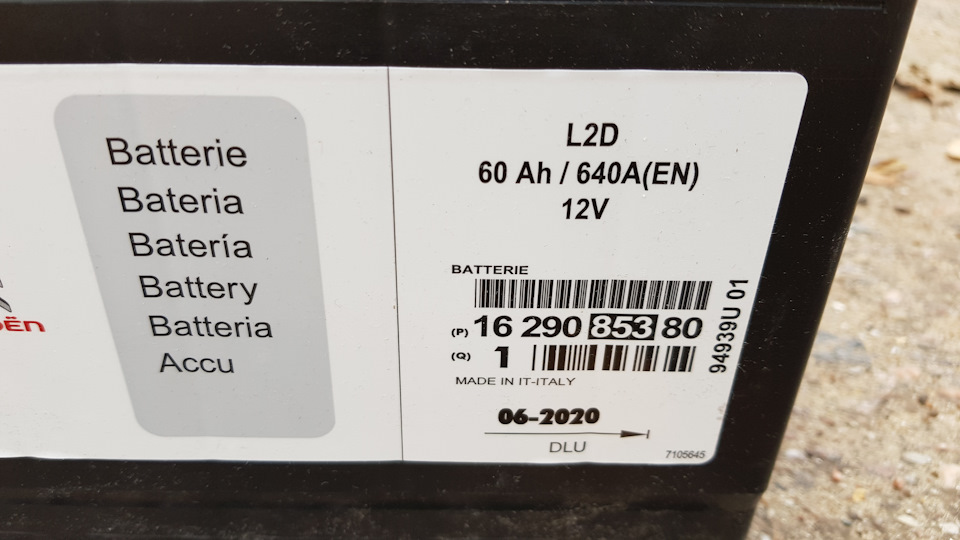 Batterie
Bateria
Batería
Battery
Batteria
Accu
ËN
L2D
60 Ah / 640A(EN)
12V
BATTERIE
(P) 16 290 853 80
(Q) 1
MADE IN IT-ITALY
94939U 01
06-2020
DLU
7105645